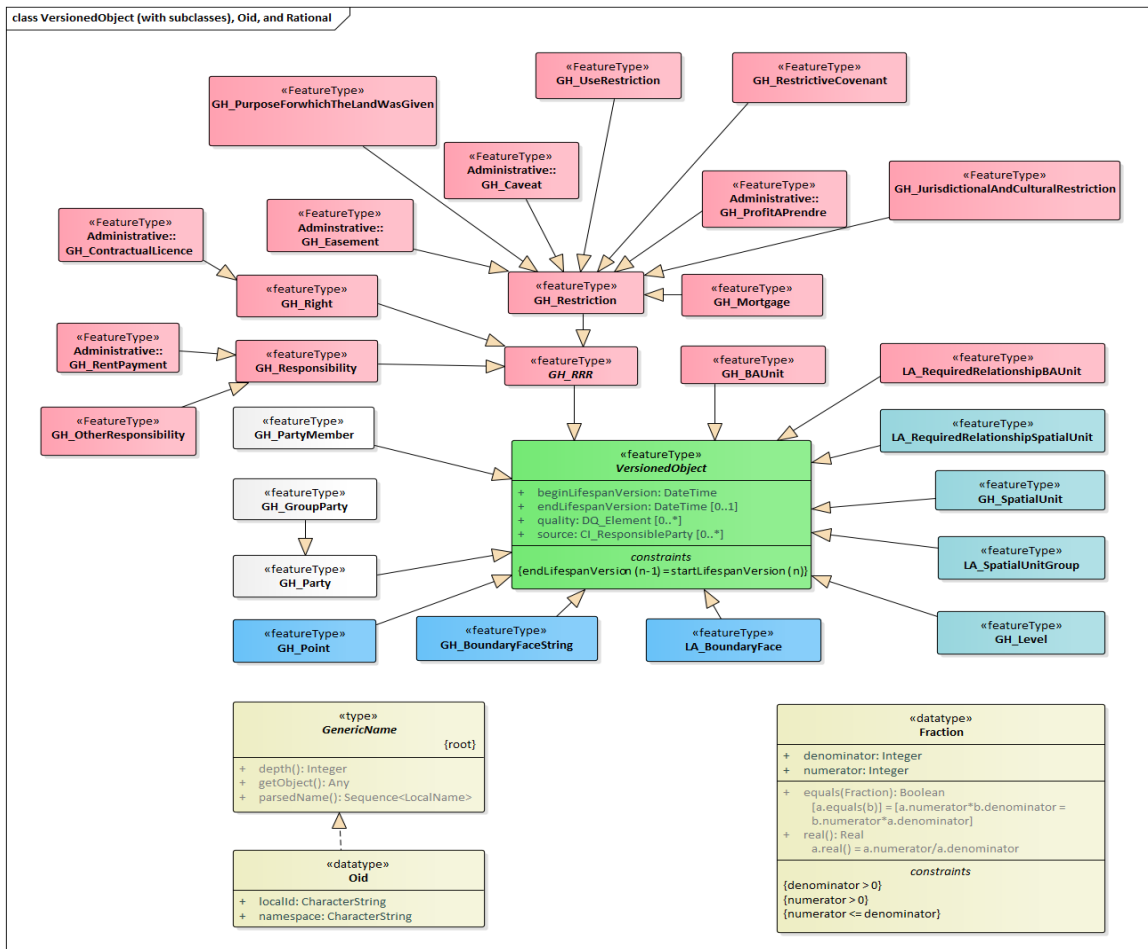 class VersionedObject (with subclasses), Oid, and Rational
«FeatureType»
GH_UseRestriction
«FeatureType»
GH_RestrictiveCovenant
«FeatureType»
GH_PurposeForwhichTheLandWasGiven
«FeatureType»
Administrative::
GH_Caveat
«FeatureType»
Administrative::
GH_ProfitAPrendre
«FeatureType»
GH_JurisdictionalAndCulturalRestriction
«FeatureType»
Administrative::
GH_ContractualLicence
«FeatureType»
Adminstrative::
GH_Easement
«featureType»
GH_Right
«featureType»
GH_Restriction
«featureType»
GH_Mortgage
«FeatureType»
Administrative::
GH_RentPayment
«featureType»
GH_Responsibility
«featureType»
GH_RRR
«featureType»
GH_BAUnit
«featureType»
LA_RequiredRelationshipBAUnit
«FeatureType»
GH_OtherResponsibility
«featureType»
GH_PartyMember
«featureType»
LA_RequiredRelationshipSpatialUnit
«featureType»
VersionedObject
+ beginLifespanVersion: DateTime
+ endLifespanVersion: DateTime [0..1]
+ quality: DQ_Element [0..*]
+ source: CI_ResponsibleParty [0..*]
constraints
{endLifespanVersion (n-1) = startLifespanVersion (n)}
«featureType»
GH_GroupParty
«featureType»
GH_SpatialUnit
«featureType»
GH_Party
«featureType»
LA_SpatialUnitGroup
«featureType»
GH_Point
«featureType»
GH_BoundaryFaceString
«featureType»
LA_BoundaryFace
«featureType»
GH_Level
«type»
GenericName
{root}
+ depth(): Integer
+ getObject(): Any
+ parsedName(): Sequence<LocalName>
«datatype»
Oid
+ localId: CharacterString
+ namespace: CharacterString
«datatype»
Fraction
+ denominator: Integer
+ numerator: Integer
+ equals(Fraction): Boolean
[a.equals(b)] = [a.numerator*b.denominator =
b.numerator*a.denominator]
+ real(): Real
a.real() = a.numerator/a.denominator
constraints
{denominator > 0}
{numerator > 0}
{numerator <= denominator}